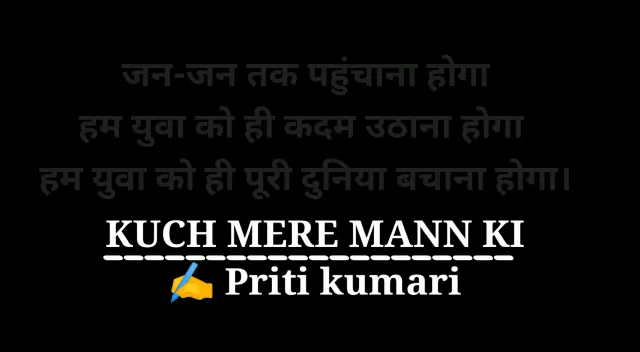 जन-जन तक पहुंचाना होगा
हम युवा को ही कदम उठाना होगा
हम युवा को ही पूरी दुनिया बचाना होगा।
KUCH MERE MANN KI
✍️ Priti kumari